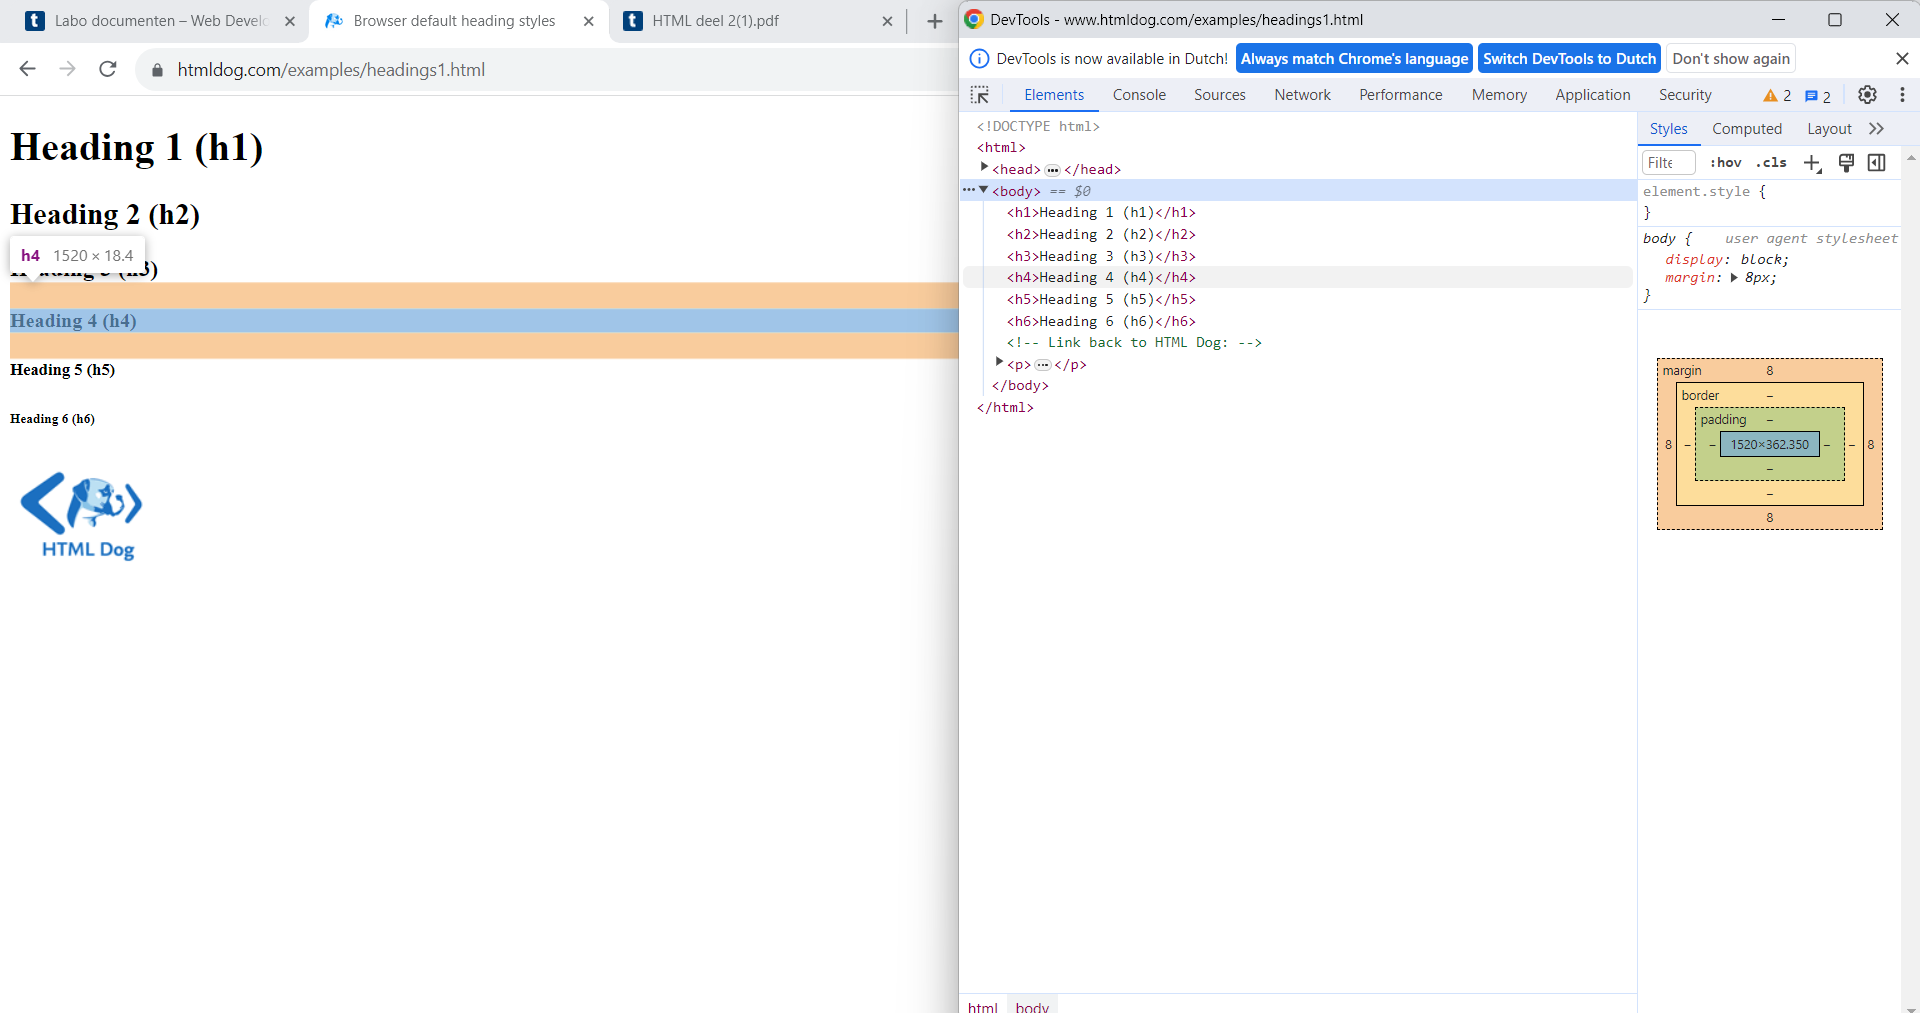 Labo documenten – Web Develo
Browser default heading styles
HTML deel 2(1).pdf
htmldog.com/examples/headings1.html
Heading 1 (h1)
Heading 2 (h2)
h4 1520 × 18.4
Heading 4 (h4)
Heading 5 (h5)
Heading 6 (h6)
HTML Dog
DevTools - www.htmldog.com/examples/headings1.html
DevTools is now available in Dutch! Always match Chrome's language Switch DevTools to Dutch Don't show again
Elements Console Sources Network Performance Memory Application Security 2 2
<!DOCTYPE html>
<html>
<head> ••• </head>
••• <body> == $0
<h1>Heading 1 (h1)</h1>
<h2>Heading 2 (h2)</h2>
<h3>Heading 3 (h3)</h3>
<h4>Heading 4 (h4)</h4>
<h5>Heading 5 (h5)</h5>
<h6>Heading 6 (h6)</h6>
<!-- Link back to HTML Dog: -->
<p> ••• </p>
</body>
</html>
html body
Styles Computed Layout
Filte :hov .cls
element.style {
}
body { user agent stylesheet
display: block;
margin: 8px;
}
margin 8
border –
padding –
8 – – 1520×362.350 – – 8
–
–
8